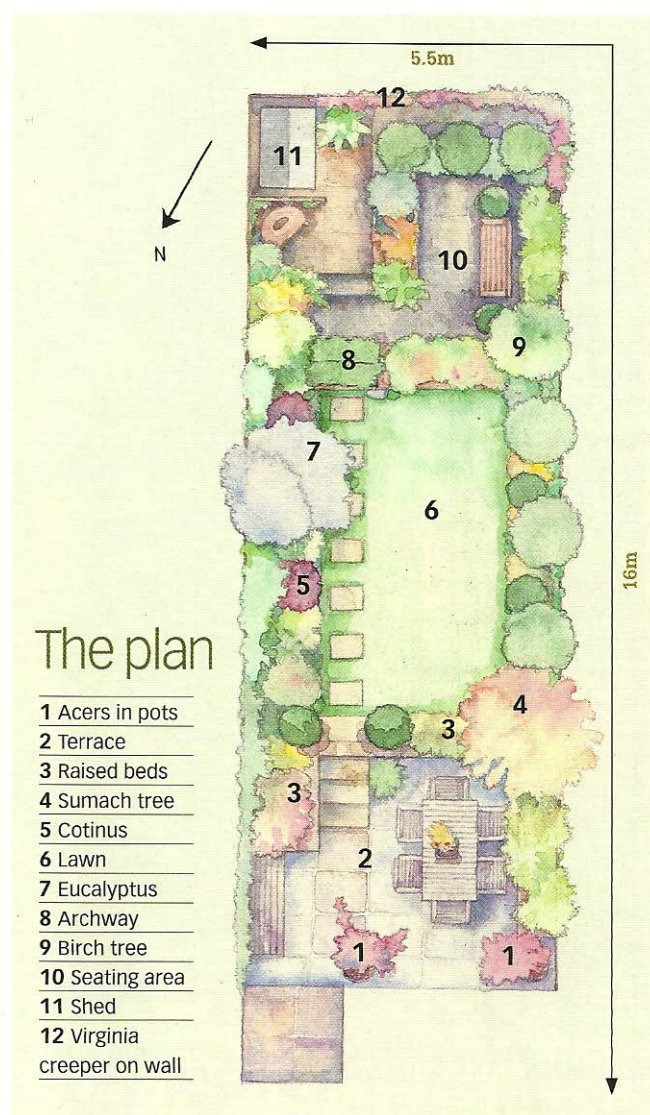 5.5m
12
11
N
10
9
8
7
6
16m
5
The plan
4
3
1 Acers in pots
2 Terrace
3 Raised beds
4 Sumach tree
5 Cotinus
6 Lawn
7 Eucalyptus
8 Archway
9 Birch tree
10 Seating area
11 Shed
12 Virginia
creeper on wall
3
2
1
1